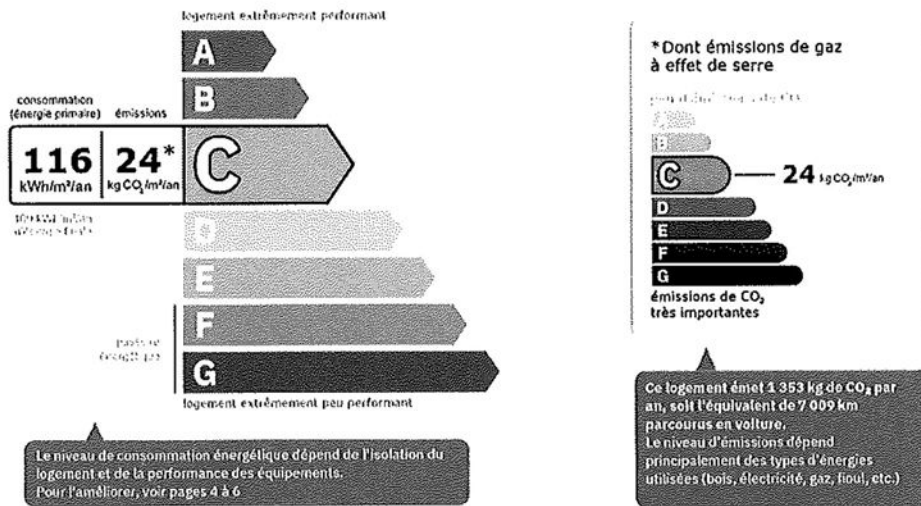 logement extrêmement performant
A
B
consommation
(énergie primaire)
émissions
116
kWh/m²/an
24*
kg CO₂/m²/an
C
D
E
F
G
logement extrêmement peu performant
Le niveau de consommation énergétique dépend de l'isolation du
logement et de la performance des équipements.
Pour l'améliorer, voir pages 4 à 6
*Dont émissions de gaz
à effet de serre
B
C
24 kg CO₂/m²/an
D
E
F
G
émissions de CO₂
très importantes
Ce logement émet 1 353 kg de CO₂ par
an, soit l'équivalent de 7 009 km
parcourus en voiture.
Le niveau d'émissions dépend
principalement des types d'énergies
utilisées (bois, électricité, gaz, fioul, etc.)